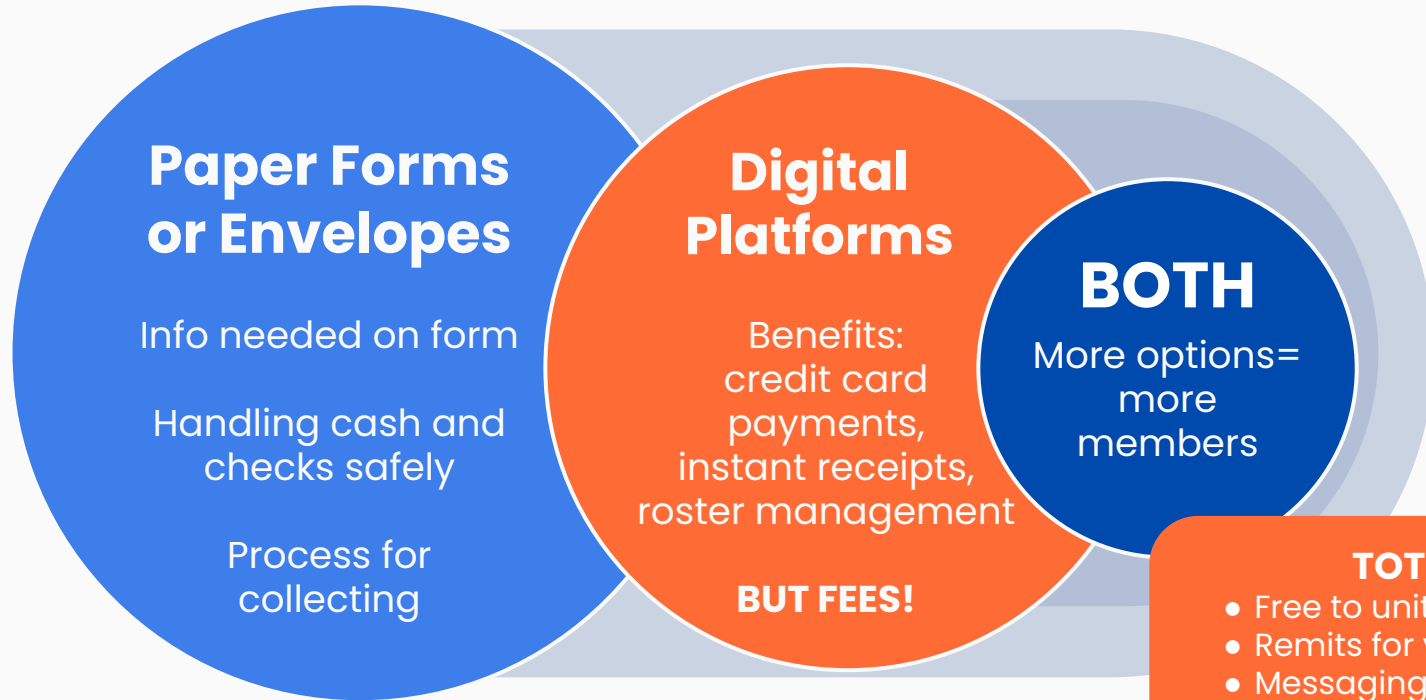 Paper Forms
or Envelopes
Info needed on form
Handling cash and
checks safely
Process for
collecting
Digital
Platforms
Benefits:
credit card
payments,
instant receipts,
roster management
BUT FEES!
BOTH
More options=
more
members
● Free to
● Remits for
● Messaging